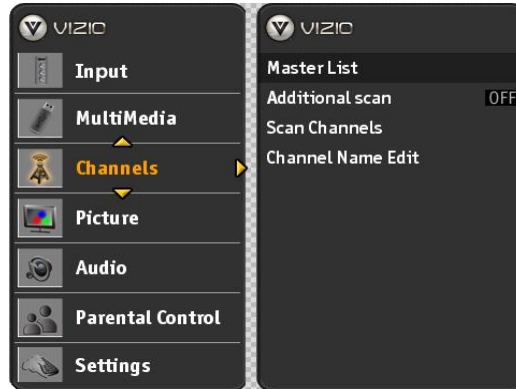 VIZIO
Input
MultiMedia
Channels
Picture
Audio
Parental Control
Settings
VIZIO
Master List
Additional scan OFF
Scan Channels
Channel Name Edit